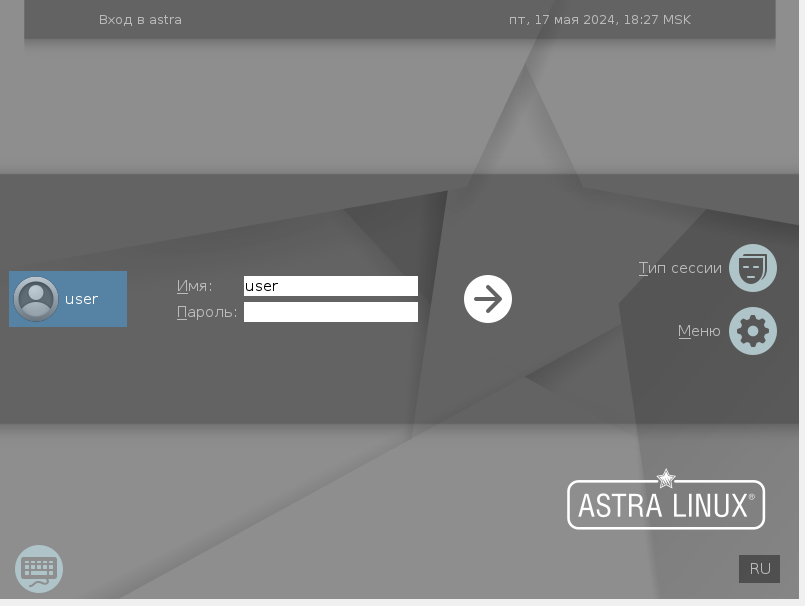 Вход в astra
пт, 17 мая 2024, 18:27 MSK
user
Имя: user
Пароль:
Тип сессии
Меню
ASTRA LINUX®
RU